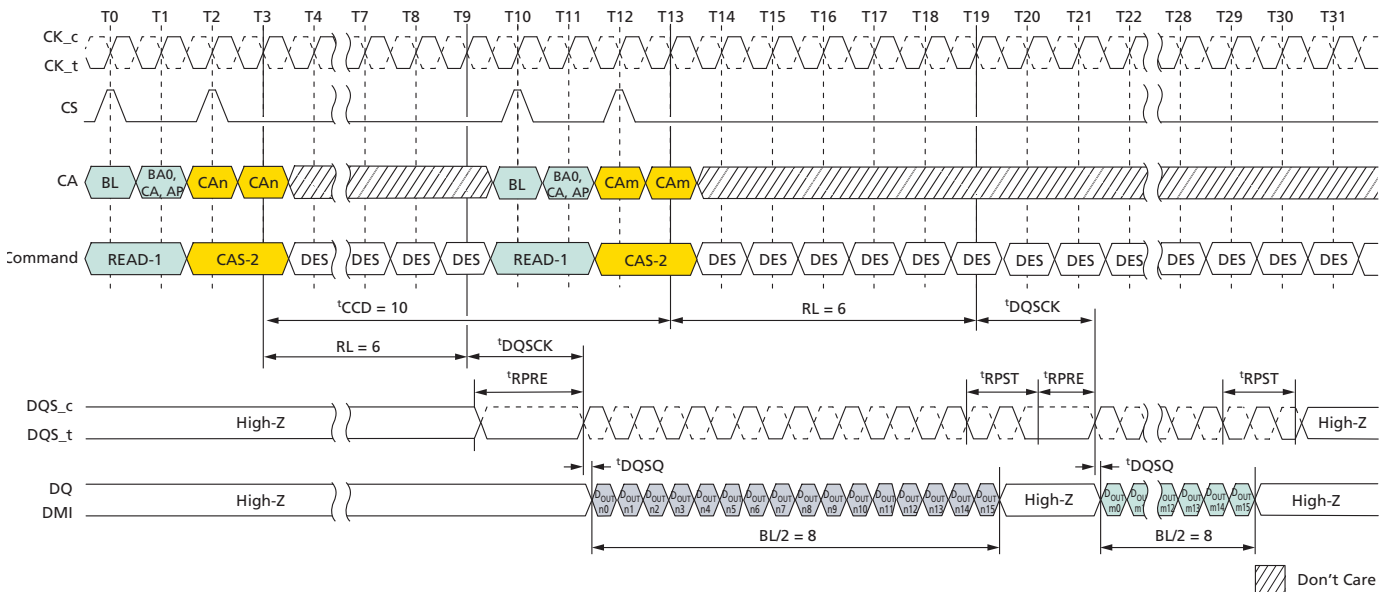 T0 T1 T2 T3 T4 T7 T8 T9 T10 T11 T12 T13 T14 T15 T16 T17 T18 T19 T20 T21 T22 T28 T29 T30 T31
CK_c
CK_t
CS
CA BL BA0, CA, AP CAn CAn BL BA0, CA, AP CAm CAm
Command READ-1 CAS-2 DES DES DES DES READ-1 CAS-2 DES DES DES DES DES DES DES DES DES DES DES DES DES
tCCD = 10 RL = 6 tDQSCK
RL = 6 tDQSCK
tRPRE tRPST tRPRE tRPST
DQS_c
DQS_t
High-Z High-Z
tDQSQ tDQSQ
DQ
DMI
High-Z DOUT n0 DOUT n1 DOUT n2 DOUT n3 DOUT n4 DOUT n5 DOUT n6 DOUT n7 DOUT n8 DOUT n9 DOUT n10 DOUT n11 DOUT n12 DOUT n13 DOUT n14 DOUT n15 High-Z DOUT m0 DOUT m1 DOUT m12 DOUT m13 DOUT m14 DOUT m15 High-Z
BL/2 = 8 BL/2 = 8
Don't Care